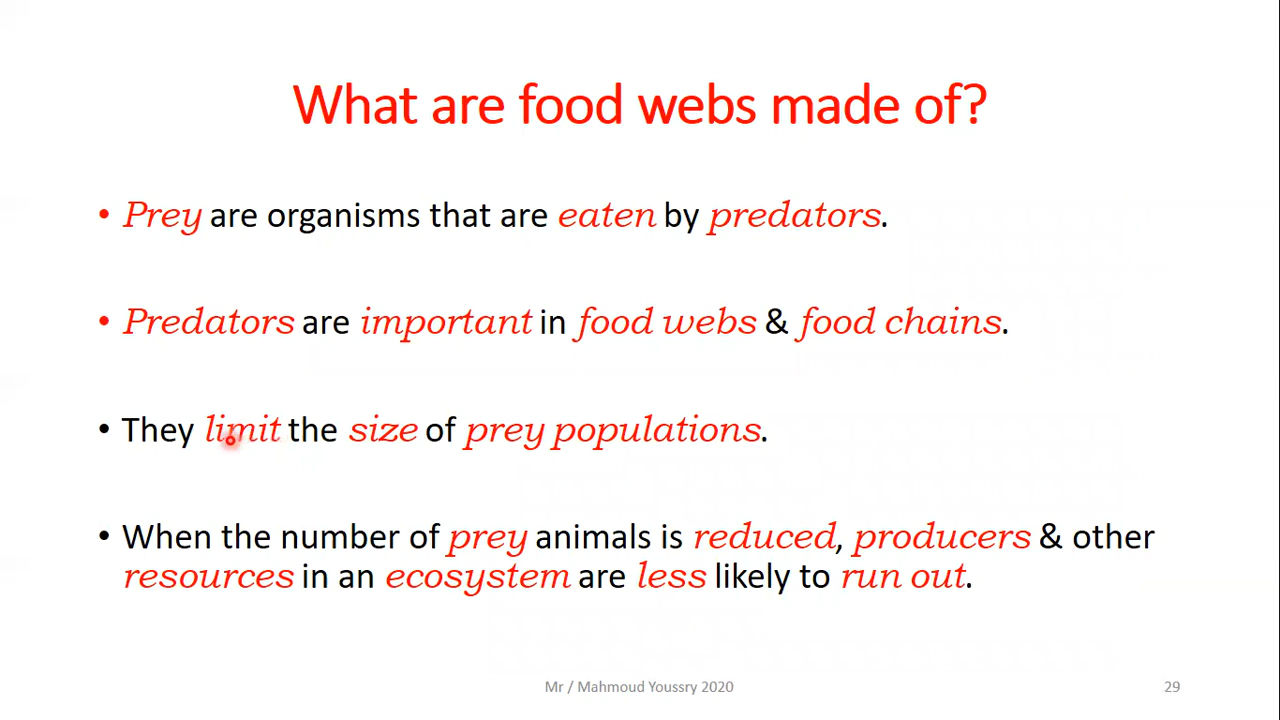 What are food webs made of?
• Prey are organisms that are eaten by predators.
• Predators are important in food webs & food chains.
• They limit the size of prey populations.
• When the number of prey animals is reduced, producers & other
resources in an ecosystem are less likely to run out.
Mr / Mahmoud Youssry 2020
29